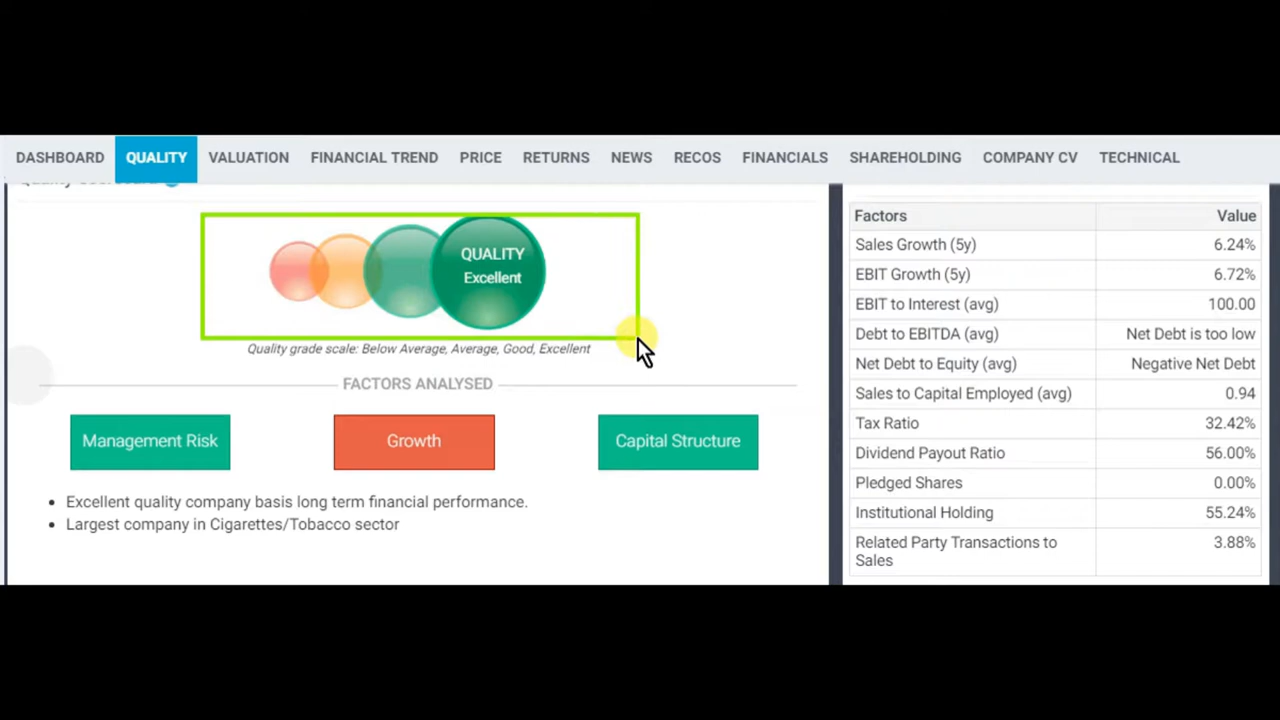 DASHBOARD QUALITY VALUATION FINANCIAL TREND PRICE RETURNS NEWS RECOS FINANCIALS SHAREHOLDING COMPANY CV TECHNICAL
QUALITY
Excellent
Quality grade scale: Below Average, Average, Good, Excellent
FACTORS ANALYSED
Management Risk
Growth
Capital Structure
• Excellent quality company basis long term financial performance.
• Largest company in Cigarettes/Tobacco sector
Factors Value
Sales Growth (5y) 6.24%
EBIT Growth (5y) 6.72%
EBIT to Interest (avg) 100.00
Debt to EBITDA (avg) Net Debt is too low
Net Debt to Equity (avg) Negative Net Debt
Sales to Capital Employed (avg) 0.94
Tax Ratio 32.42%
Dividend Payout Ratio 56.00%
Pledged Shares 0.00%
Institutional Holding 55.24%
Related Party Transactions to 3.88%
Sales